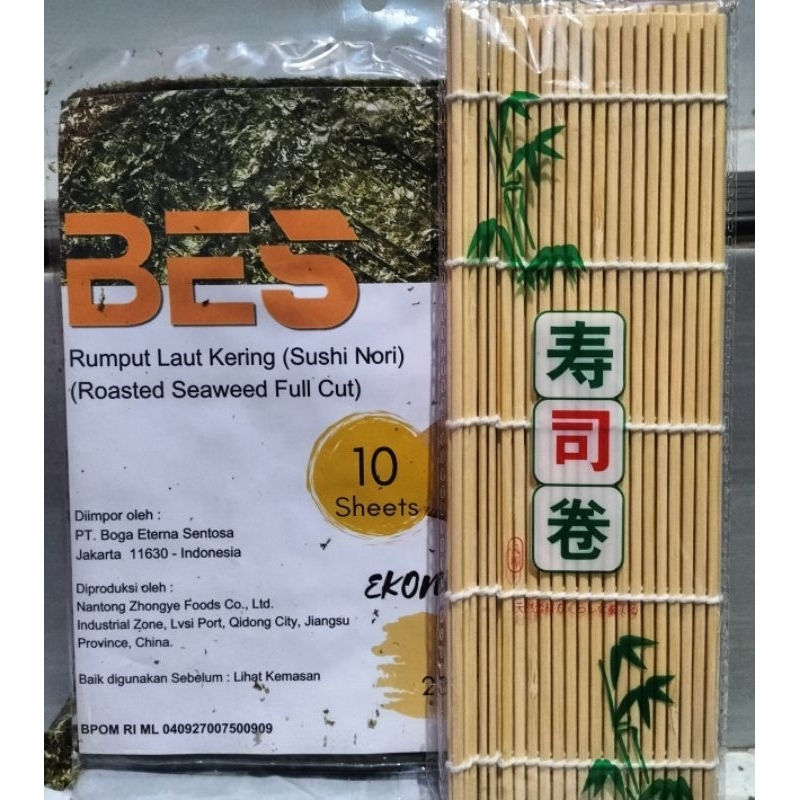 BES
Rumput Laut Kering (Sushi Nori)
(Roasted Seaweed Full Cut)
10
Sheets
Diimpor oleh :
PT. Boga Eterna Sentosa
Jakarta 11630 - Indonesia
Diproduksi oleh :
Nantong Zhongye Foods Co., Ltd.
Industrial Zone, Lvsi Port, Qidong City, Jiangsu
Province, China.
Baik digunakan Sebelum : Lihat Kemasan
BPOM RI ML 040927007500909
寿
司
卷